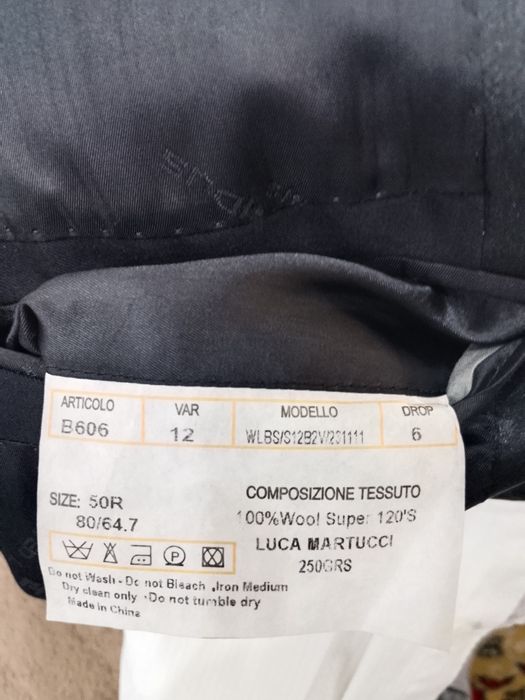 ARTICOLO VAR MODELLO DROP
B606 12 WLBS/S12B2V/231111 6
SIZE: 50R
80/64.7
COMPOSIZIONE TESSUTO
100%Wool Super 120'S
LUCA MARTUCCI
250GRS
Do not Wash - Do not Bleach , Iron Medium
Dry clean only - Do not tumble dry
Made in China